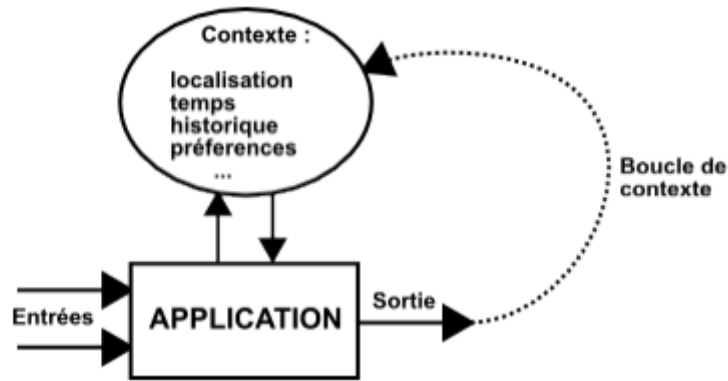 Contexte :
localisation
temps
historique
préferences
...
Boucle de
contexte
Entrées
APPLICATION
Sortie